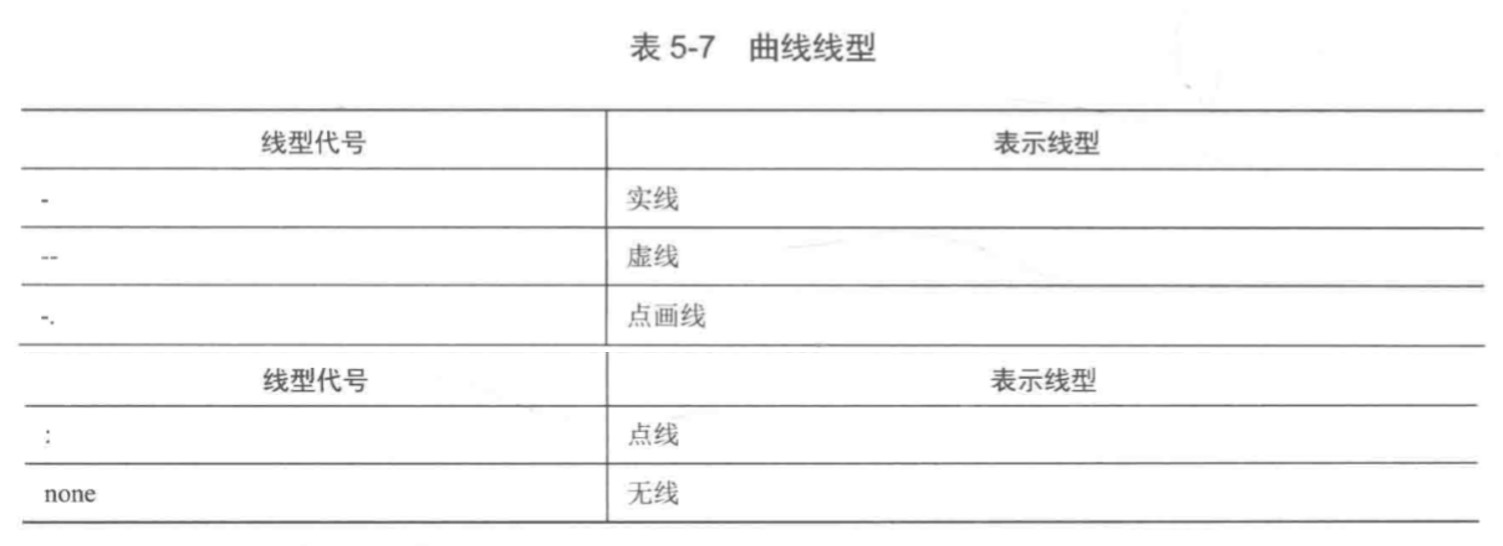 表 5-7 曲线线型
线型代号 表示线型
- 实线
-- 虚线
-. 点画线
线型代号 表示线型
: 点线
none 无线